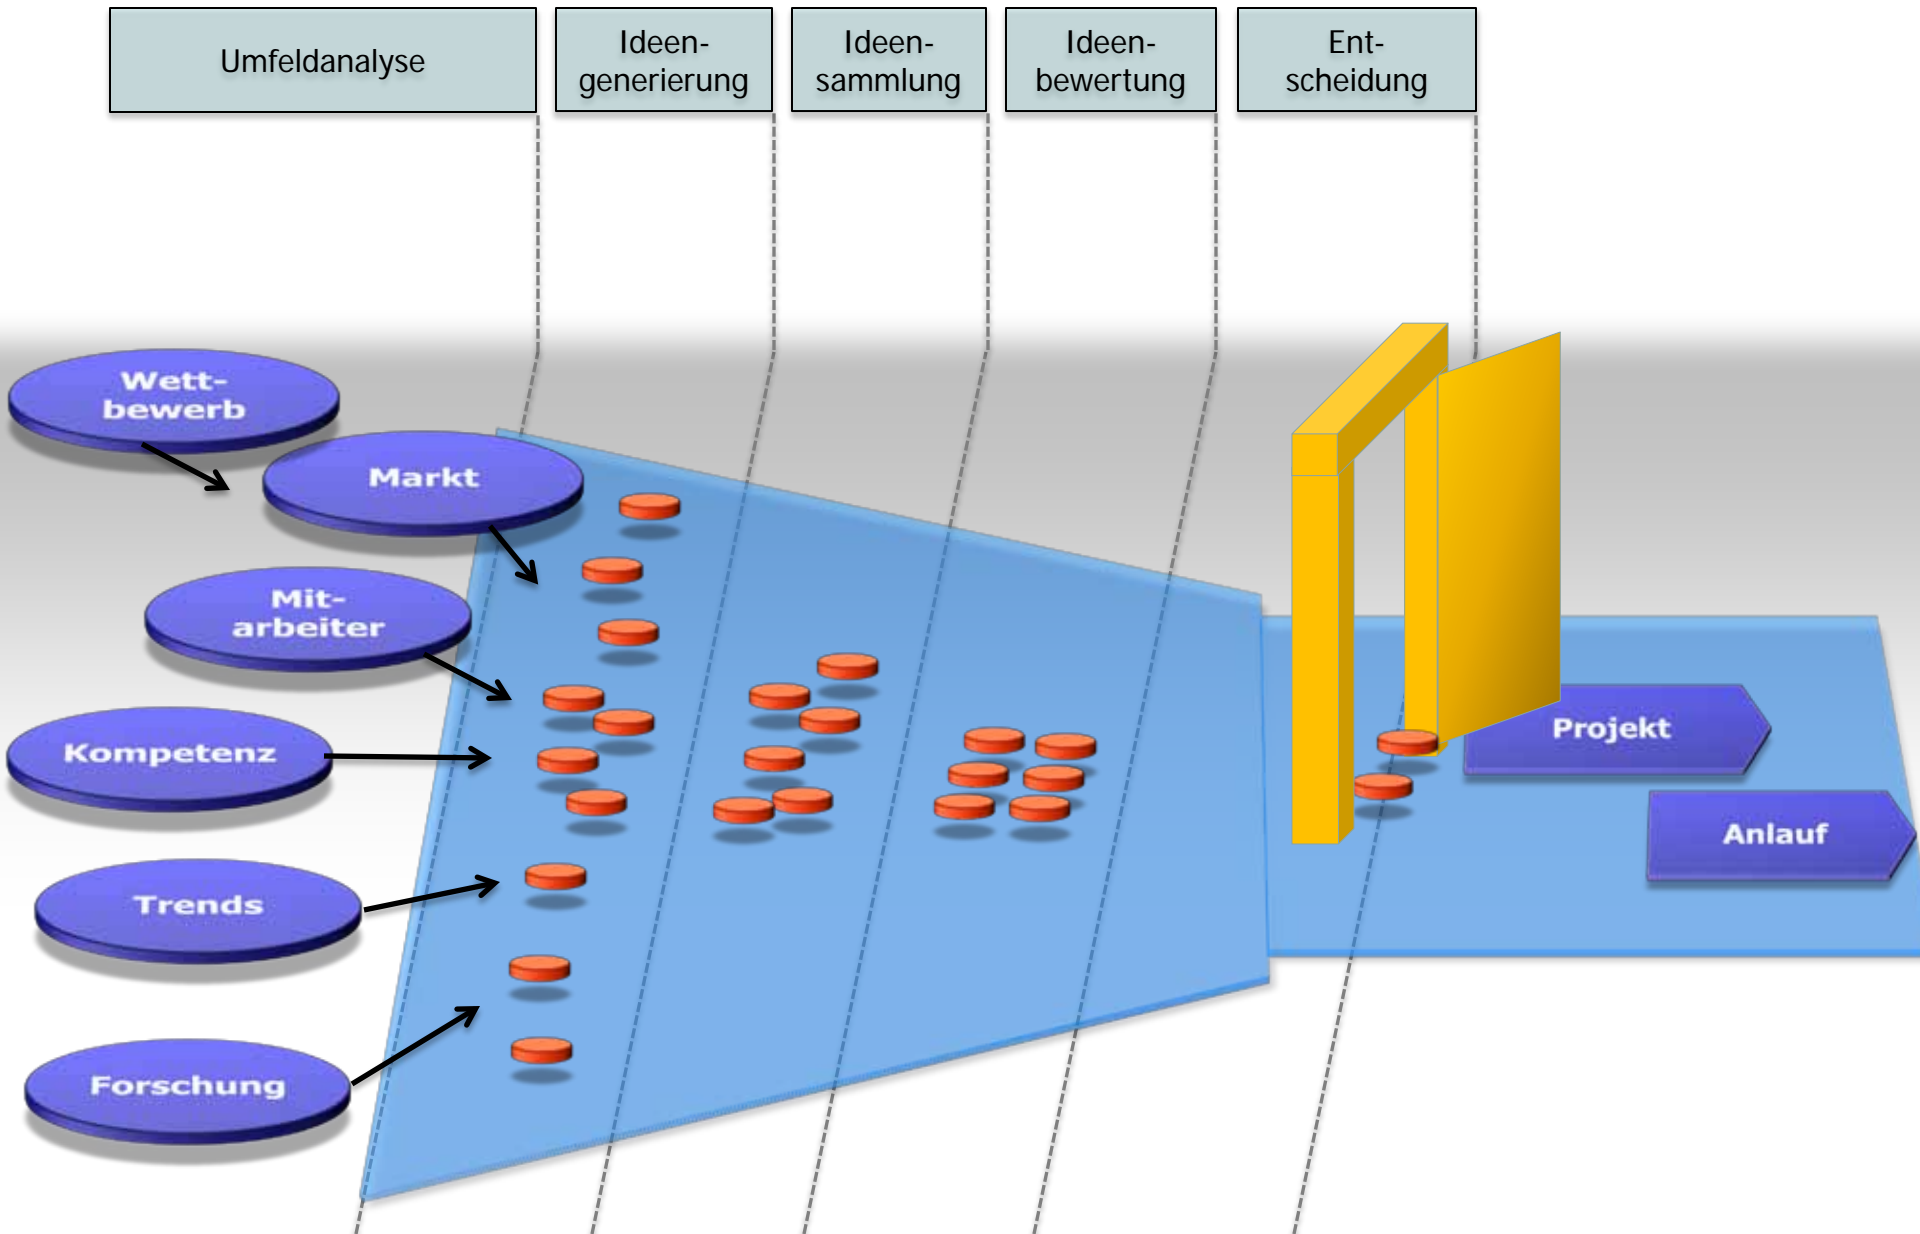 Umfeldanalyse
Ideen-
generierung
Ideen-
sammlung
Ideen-
bewertung
Ent-
scheidung
Wett-
bewerb
Markt
Mit-
arbeiter
Kompetenz
Trends
Forschung
Projekt
Anlauf